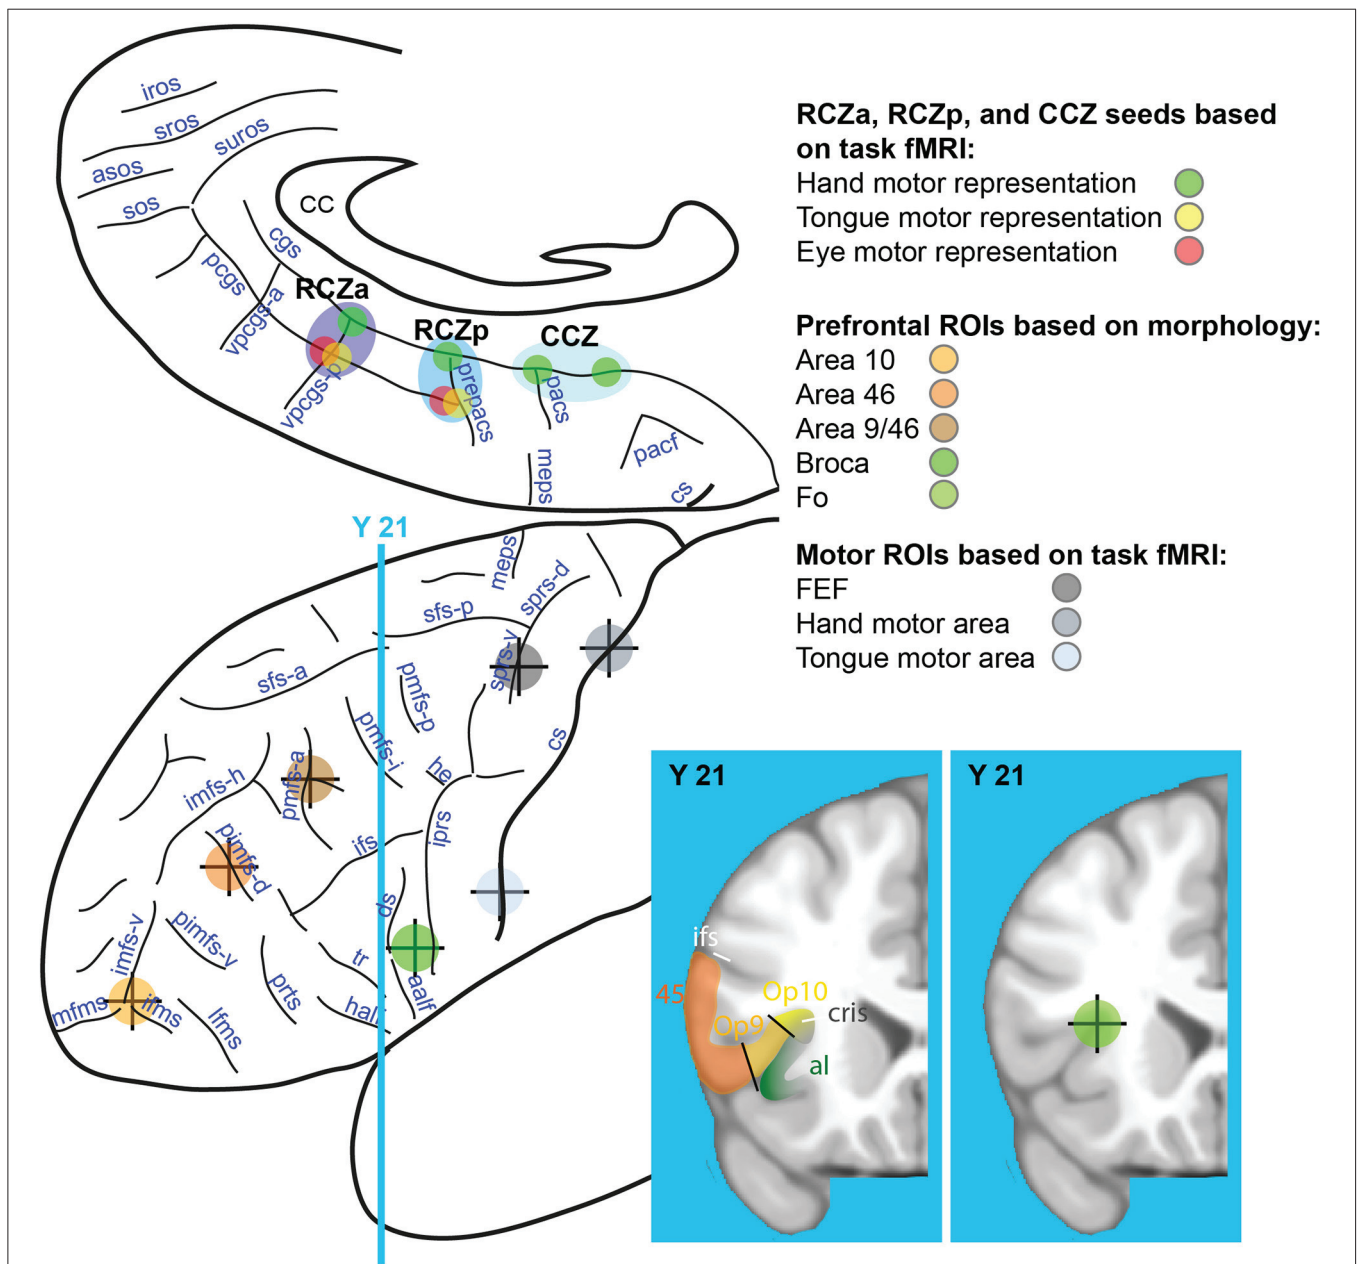 iros
sros
suros
asos
sos
CC
cgs
pcgs
vpcgs-a
RCZa
RCZp
CCZ
vpcgs-p
prepacs
pacs
meps
pacf
cs
RCZa, RCZp, and CCZ seeds based
on task fMRI:
Hand motor representation
Tongue motor representation
Eye motor representation
Prefrontal ROIs based on morphology:
Area 10
Area 46
Area 9/46
Broca
Fo
Motor ROIs based on task fMRI:
FEF
Hand motor area
Tongue motor area
Y 21
meps
sprs-d
sfs-p
sprs-v
sfs-a
pmfs-p
pmfs-i
cs
he
imfs-h
pmfs-a
iprs
ifs
pimfs-d
ds
imfs-v
pimfs-v
tr
prts
aalf
half
mfms
ifms
lfms
Y 21
ifs
45
Op10
Op9
cris
al
Y 21